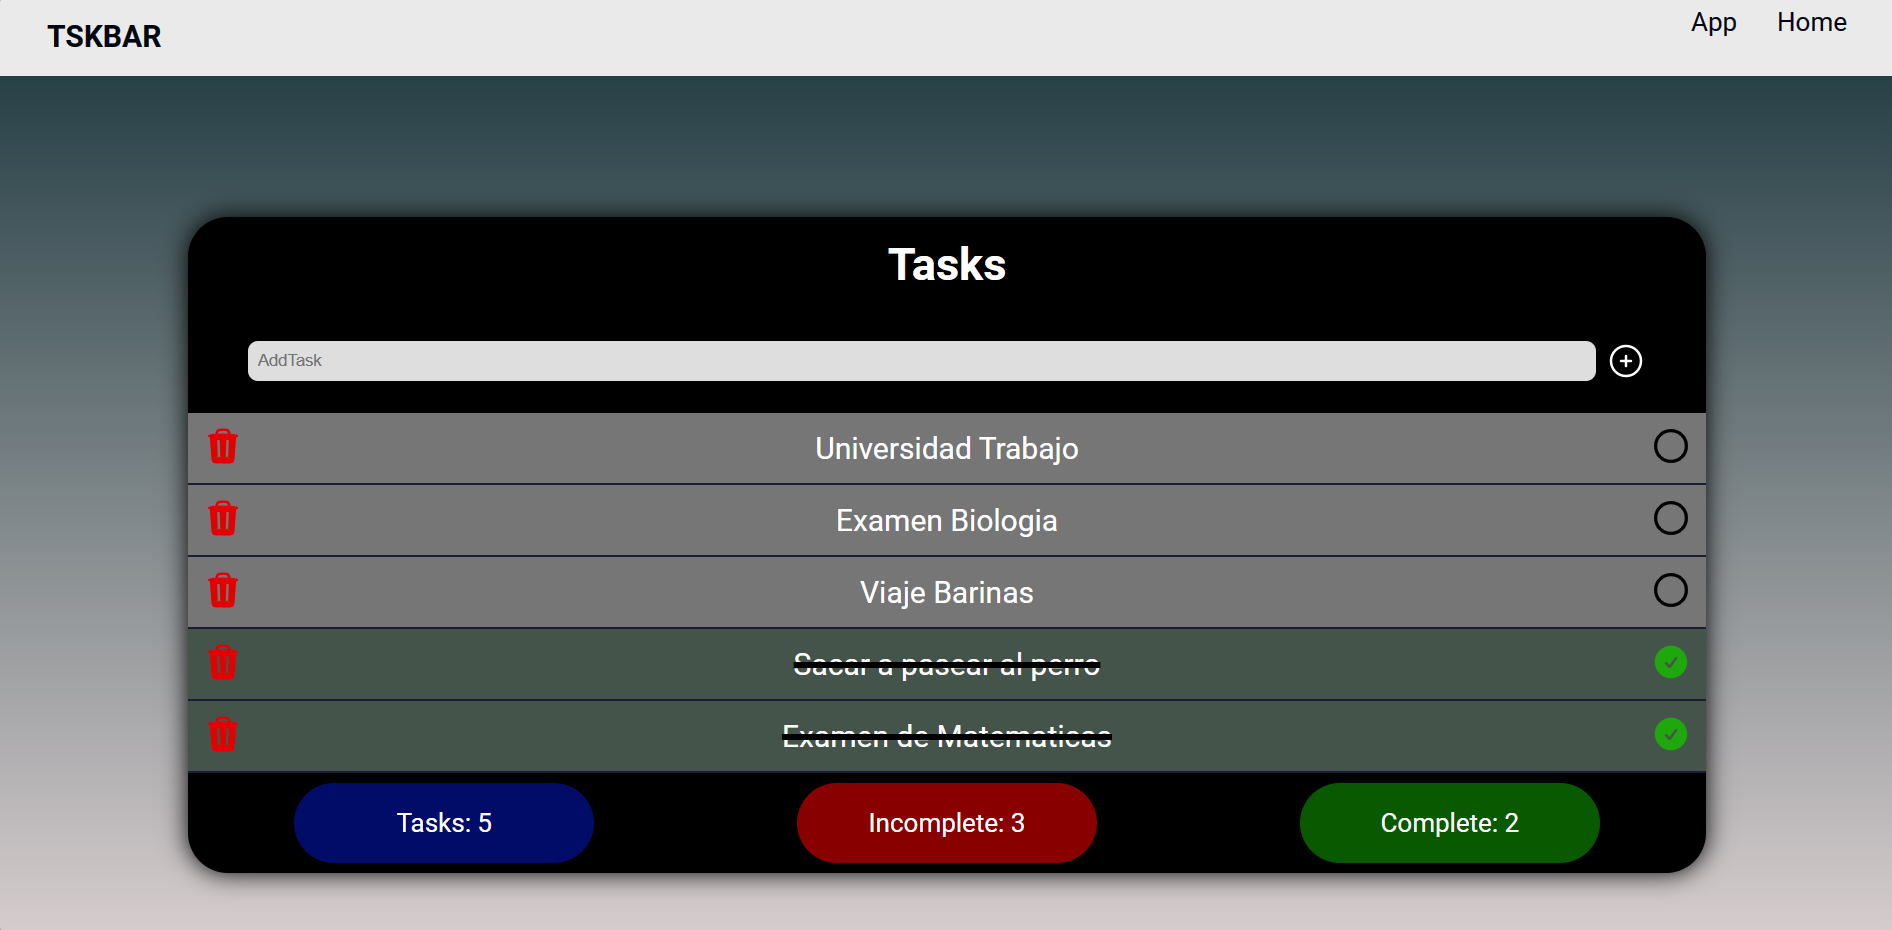 TSKBAR
App Home
Tasks
AddTask
Universidad Trabajo
Examen Biologia
Viaje Barinas
Sacar a pasear al perro
Examen de Matematicas
Tasks: 5
Incomplete: 3
Complete: 2